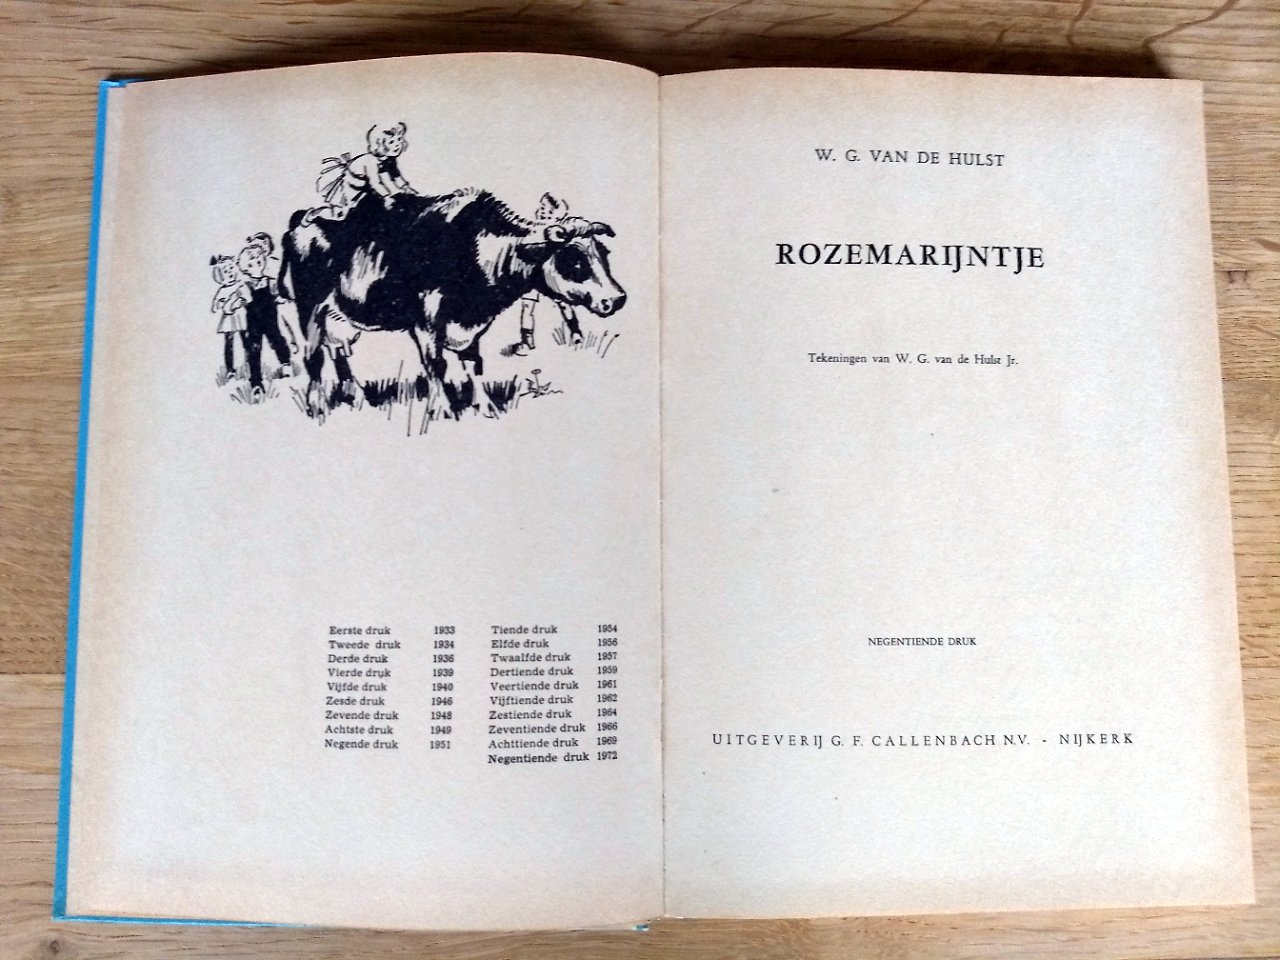 Eerste druk 1933
Tweede druk 1934
Derde druk 1936
Vierde druk 1939
Vijfde druk 1940
Zesde druk 1946
Zevende druk 1948
Achtste druk 1949
Negende druk 1951
Tiende druk 1954
Elfde druk 1956
Twaalfde druk 1957
Dertiende druk 1959
Veertiende druk 1961
Vijftiende druk 1962
Zestiende druk 1964
Zeventiende druk 1966
Achttiende druk 1969
Negentiende druk 1972
W. G. VAN DE HULST
ROZEMARIJNTJE
Tekeningen van W. G. van de Hulst Jr.
NEGENTIENDE DRUK
UITGEVERIJ G. F. CALLENBACH N.V. - NIJKERK